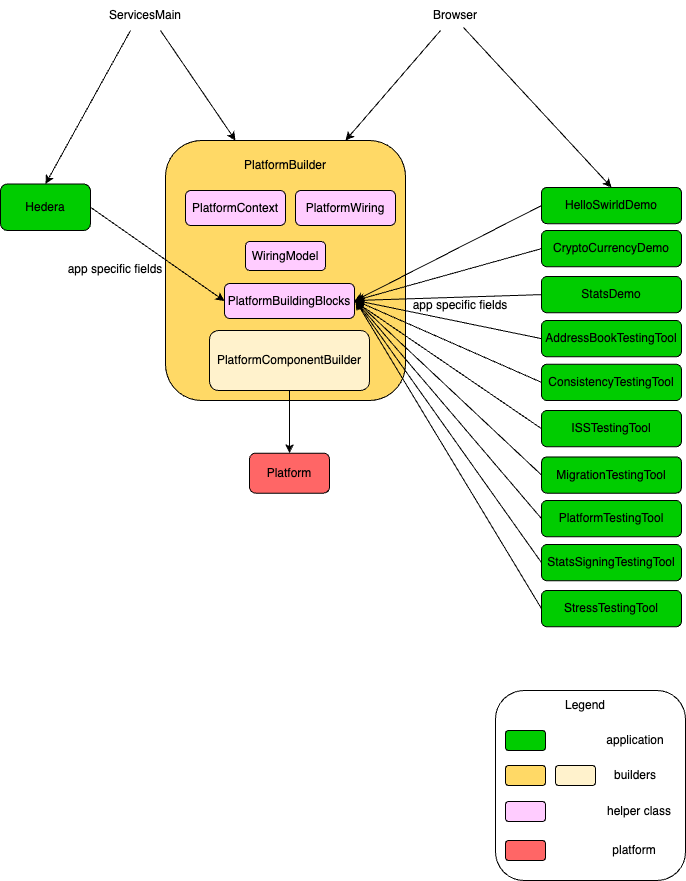 ServicesMain
Browser
PlatformBuilder
PlatformContext
PlatformWiring
Hedera
HelloSwirldDemo
WiringModel
CryptoCurrencyDemo
app specific fields
PlatformBuildingBlocks
StatsDemo
app specific fields
AddressBookTestingTool
PlatformComponentBuilder
ConsistencyTestingTool
ISSTestingTool
Platform
MigrationTestingTool
PlatformTestingTool
StatsSigningTestingTool
StressTestingTool
Legend
application
builders
helper class
platform